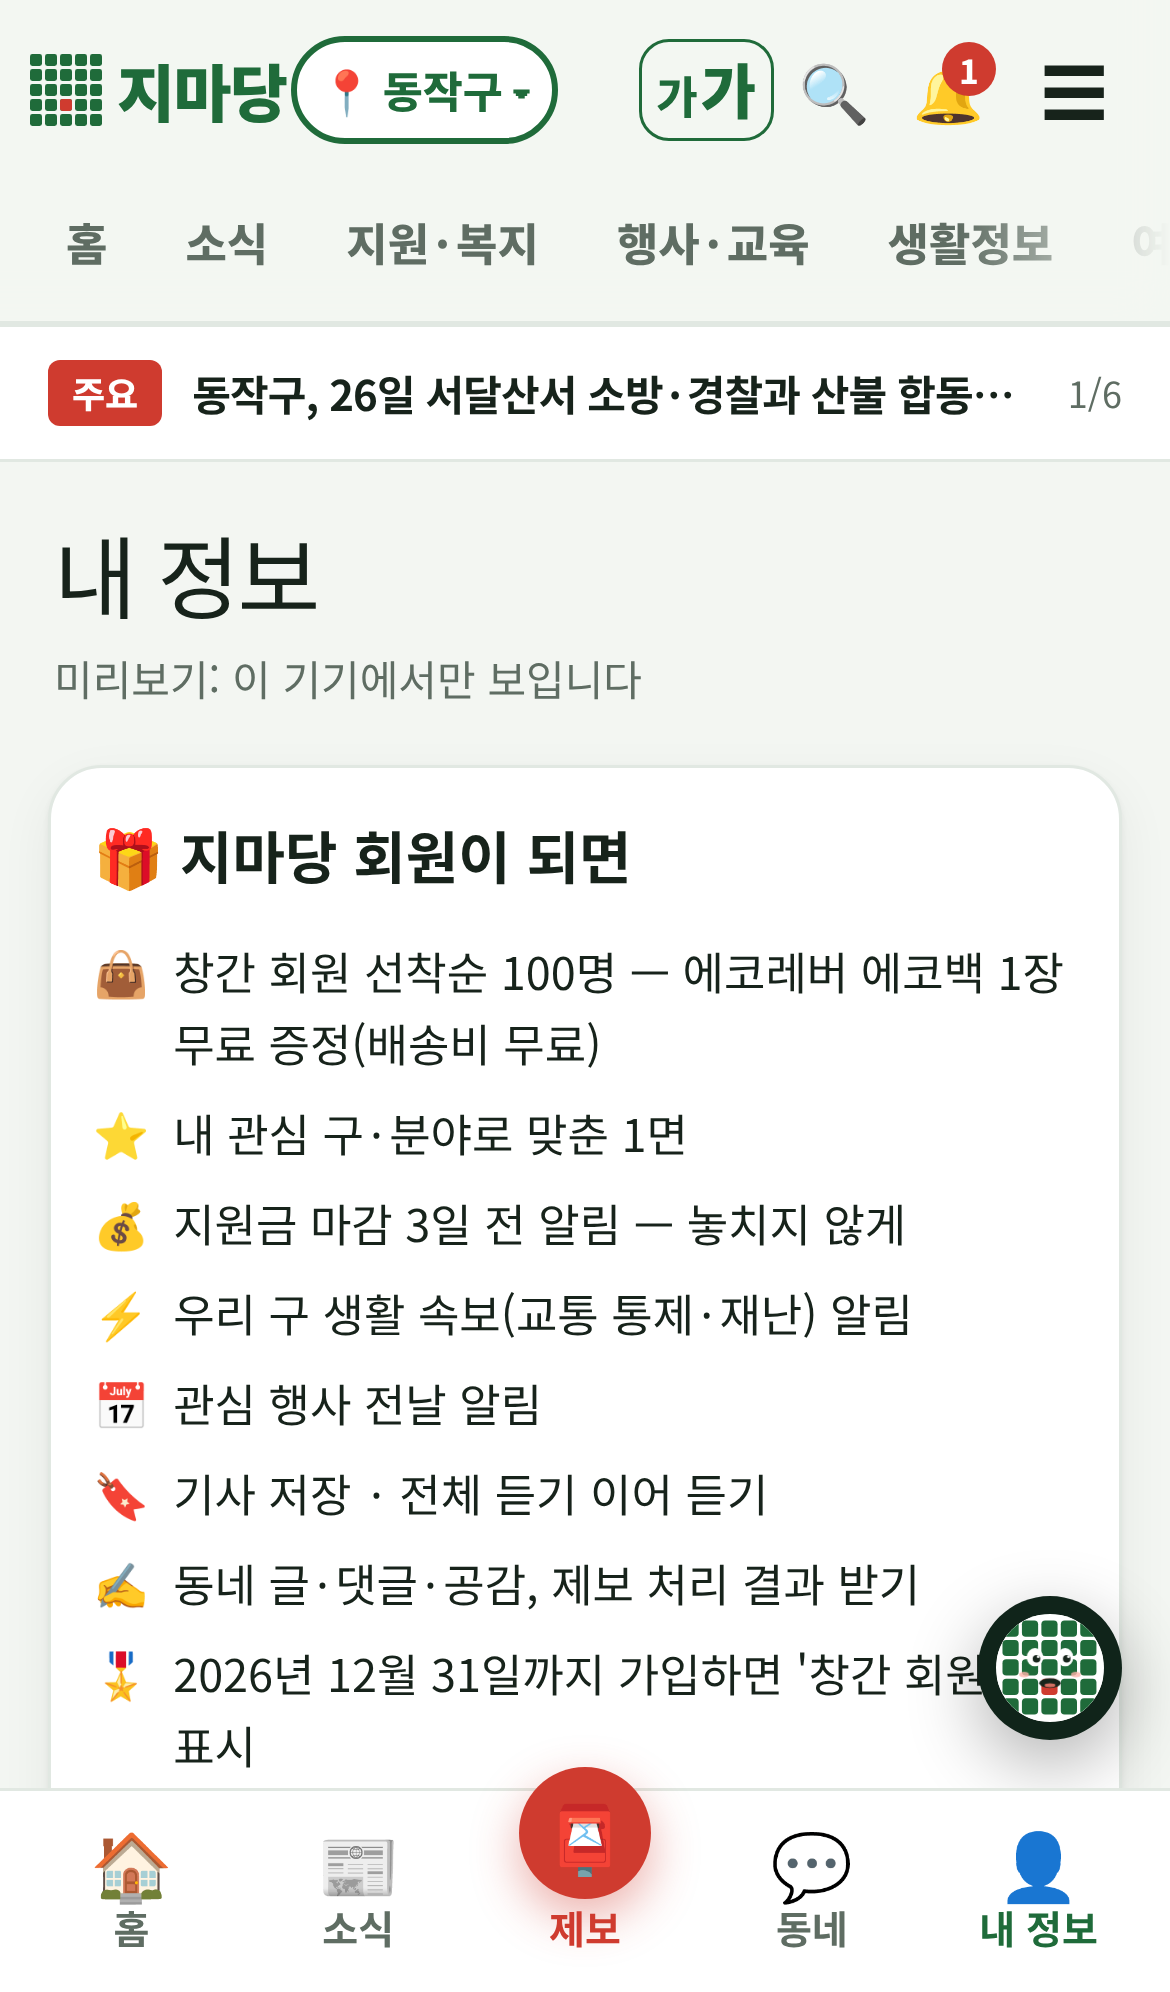 지마당
동작구
가가
1
홈 소식 지원·복지 행사·교육 생활정보
주요 동작구, 26일 서달산서 소방·경찰과 산불 합동… 1/6
내 정보
미리보기: 이 기기에서만 보입니다
지마당 회원이 되면
창간 회원 선착순 100명 — 에코레버 에코백 1장
무료 증정(배송비 무료)
내 관심 구·분야로 맞춘 1면
지원금 마감 3일 전 알림 — 놓치지 않게
우리 구 생활 속보(교통 통제·재난) 알림
July
17
관심 행사 전날 알림
기사 저장 · 전체 듣기 이어 듣기
동네 글·댓글·공감, 제보 처리 결과 받기
2026년 12월 31일까지 가입하면 '창간 회원
표시
홈 소식 제보 동네 내 정보